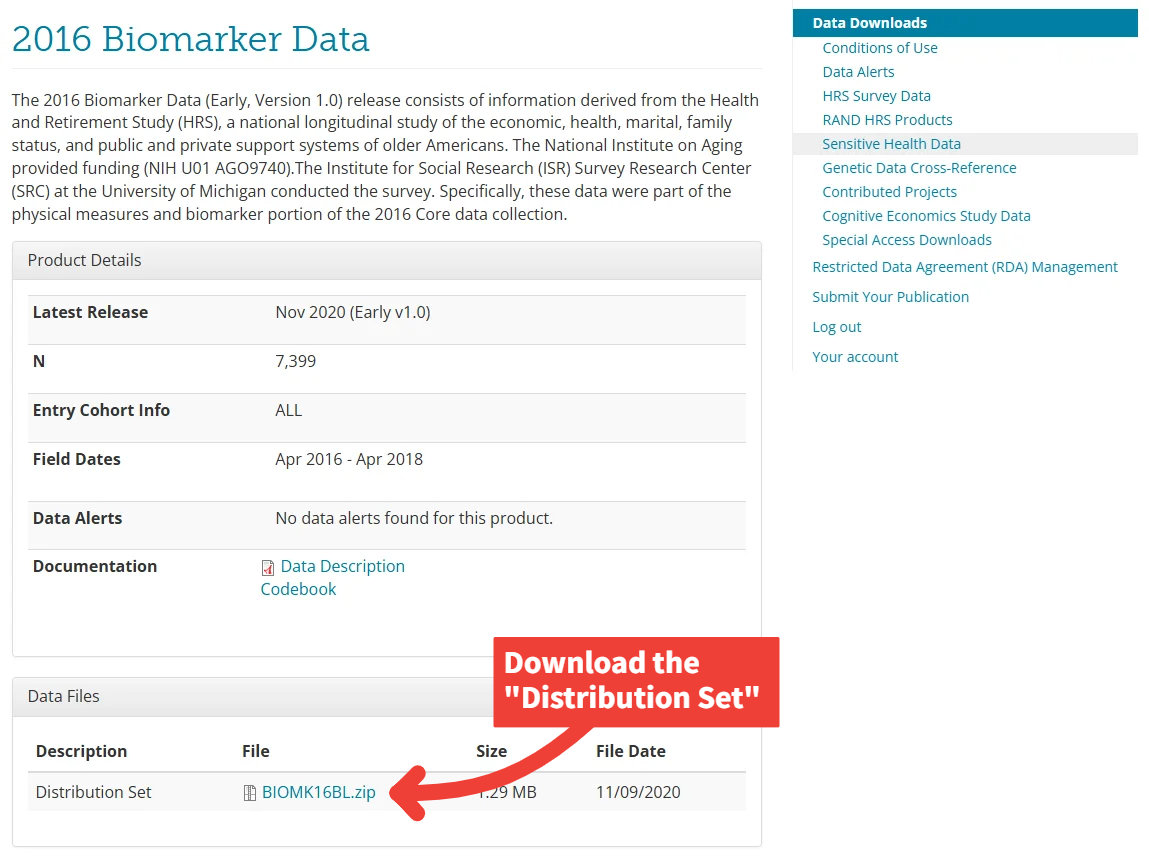 2016 Biomarker Data
The 2016 Biomarker Data (Early, Version 1.0) release consists of information derived from the Health
and Retirement Study (HRS), a national longitudinal study of the economic, health, marital, family
status, and public and private support systems of older Americans. The National Institute on Aging
provided funding (NIH U01 AGO9740).The Institute for Social Research (ISR) Survey Research Center
(SRC) at the University of Michigan conducted the survey. Specifically, these data were part of the
physical measures and biomarker portion of the 2016 Core data collection.
Product Details
Latest Release Nov 2020 (Early v1.0)
N 7,399
Entry Cohort Info ALL
Field Dates Apr 2016 - Apr 2018
Data Alerts No data alerts found for this product.
Documentation Data Description
Codebook
Data Files
Download the
"Distribution Set"
Description File Size File Date
Distribution Set BIOMK16BL.zip 1.29 MB 11/09/2020
Data Downloads
Conditions of Use
Data Alerts
HRS Survey Data
RAND HRS Products
Sensitive Health Data
Genetic Data Cross-Reference
Contributed Projects
Cognitive Economics Study Data
Special Access Downloads
Restricted Data Agreement (RDA) Management
Submit Your Publication
Log out
Your account